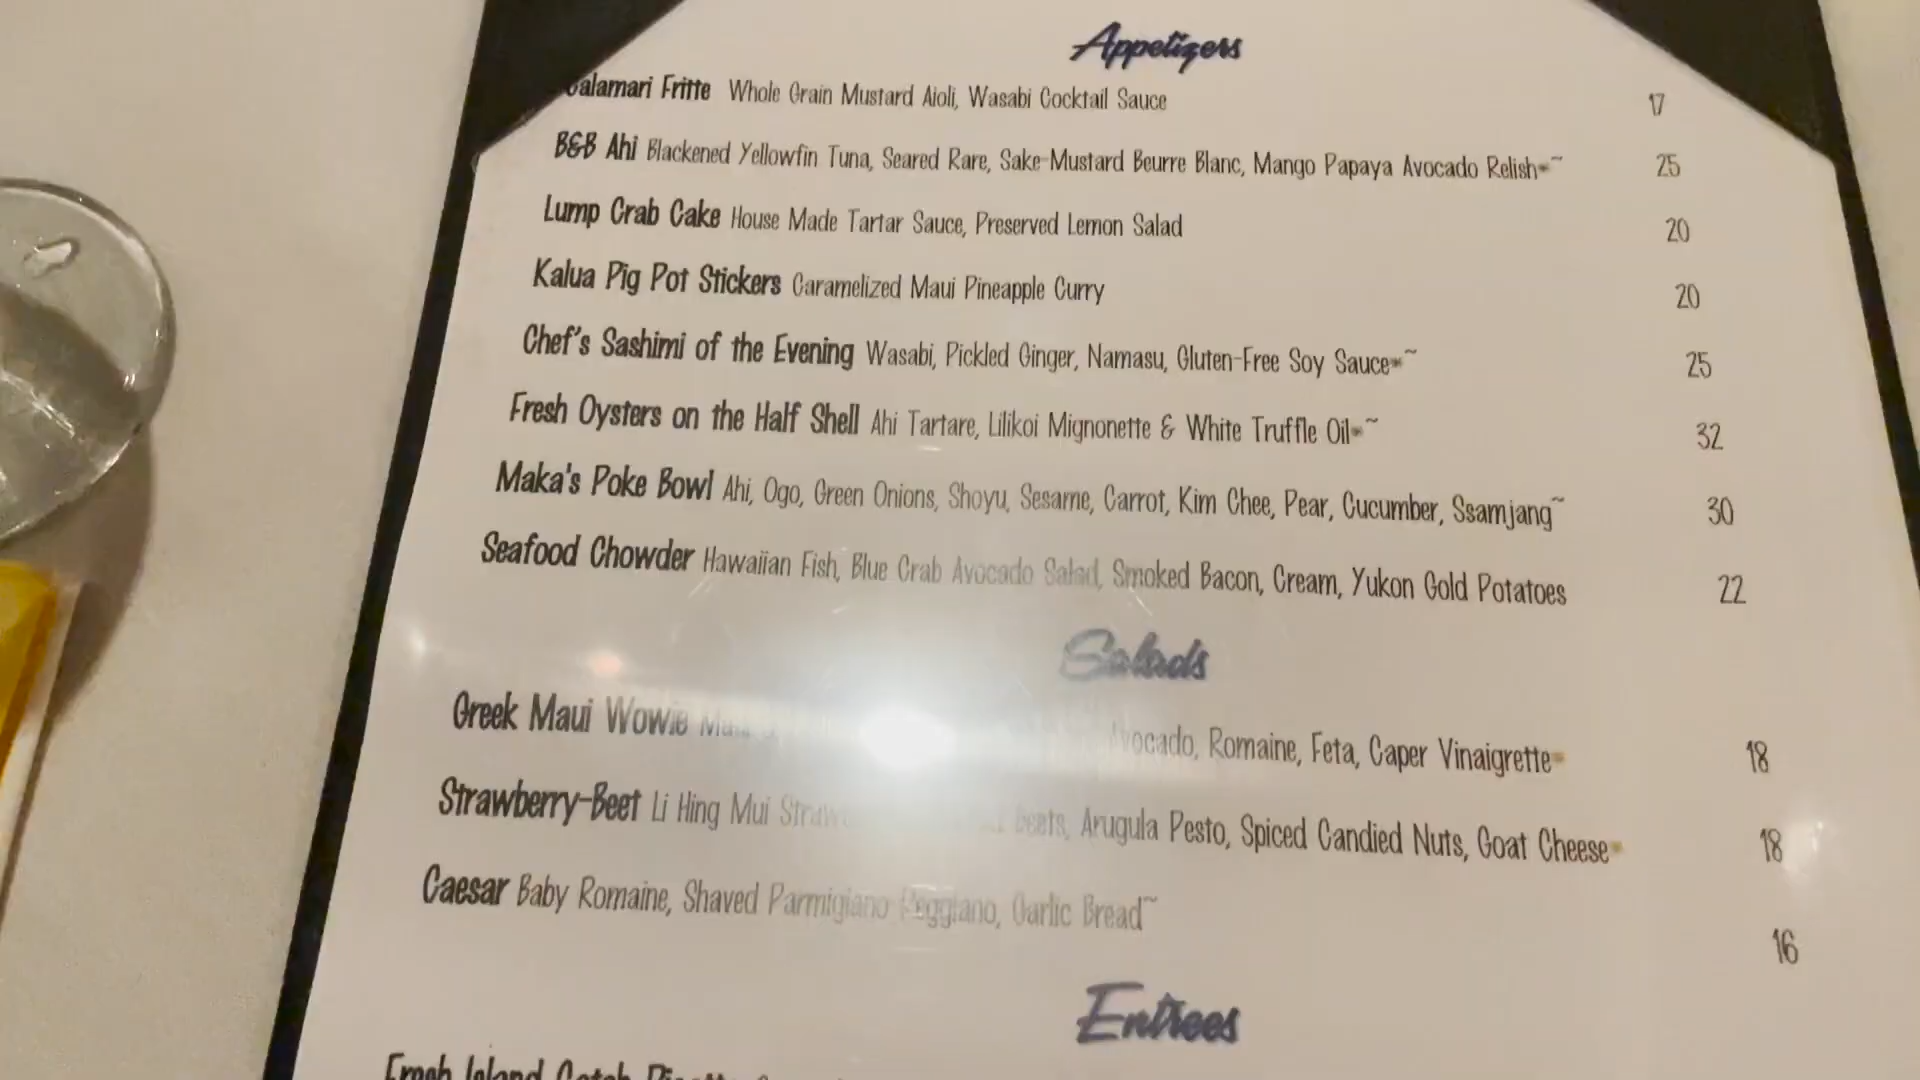 Appetizers
Calamari Fritte Whole Grain Mustard Aioli, Wasabi Cocktail Sauce 17
B&B Ahi Blackened Yellowfin Tuna, Seared Rare, Sake-Mustard Beurre Blanc, Mango Papaya Avocado Relish~ 25
Lump Crab Cake House Made Tartar Sauce, Preserved Lemon Salad 20
Kalua Pig Pot Stickers Caramelized Maui Pineapple Curry 20
Chef's Sashimi of the Evening Wasabi, Pickled Ginger, Namasu, Gluten-Free Soy Sauce~ 25
Fresh Oysters on the Half Shell Ahi Tartare, Lilikoi Mignonette & White Truffle Oil~ 32
Maka's Poke Bowl Ahi, Ogo, Green Onions, Shoyu, Sesame, Carrot, Kim Chee, Pear, Cucumber, Ssamjang~ 30
Seafood Chowder Hawaiian Fish, Blue Crab Avocado Salad, Smoked Bacon, Cream, Yukon Gold Potatoes 22
Salads
Greek Maui Wowie Avocado, Romaine, Feta, Caper Vinaigrette 18
Strawberry-Beet Li Hing Mui Beets, Arugula Pesto, Spiced Candied Nuts, Goat Cheese 18
Caesar Baby Romaine, Shaved Parmigiano Reggiano, Garlic Bread~ 16
Entrees
Fresh Island Catch